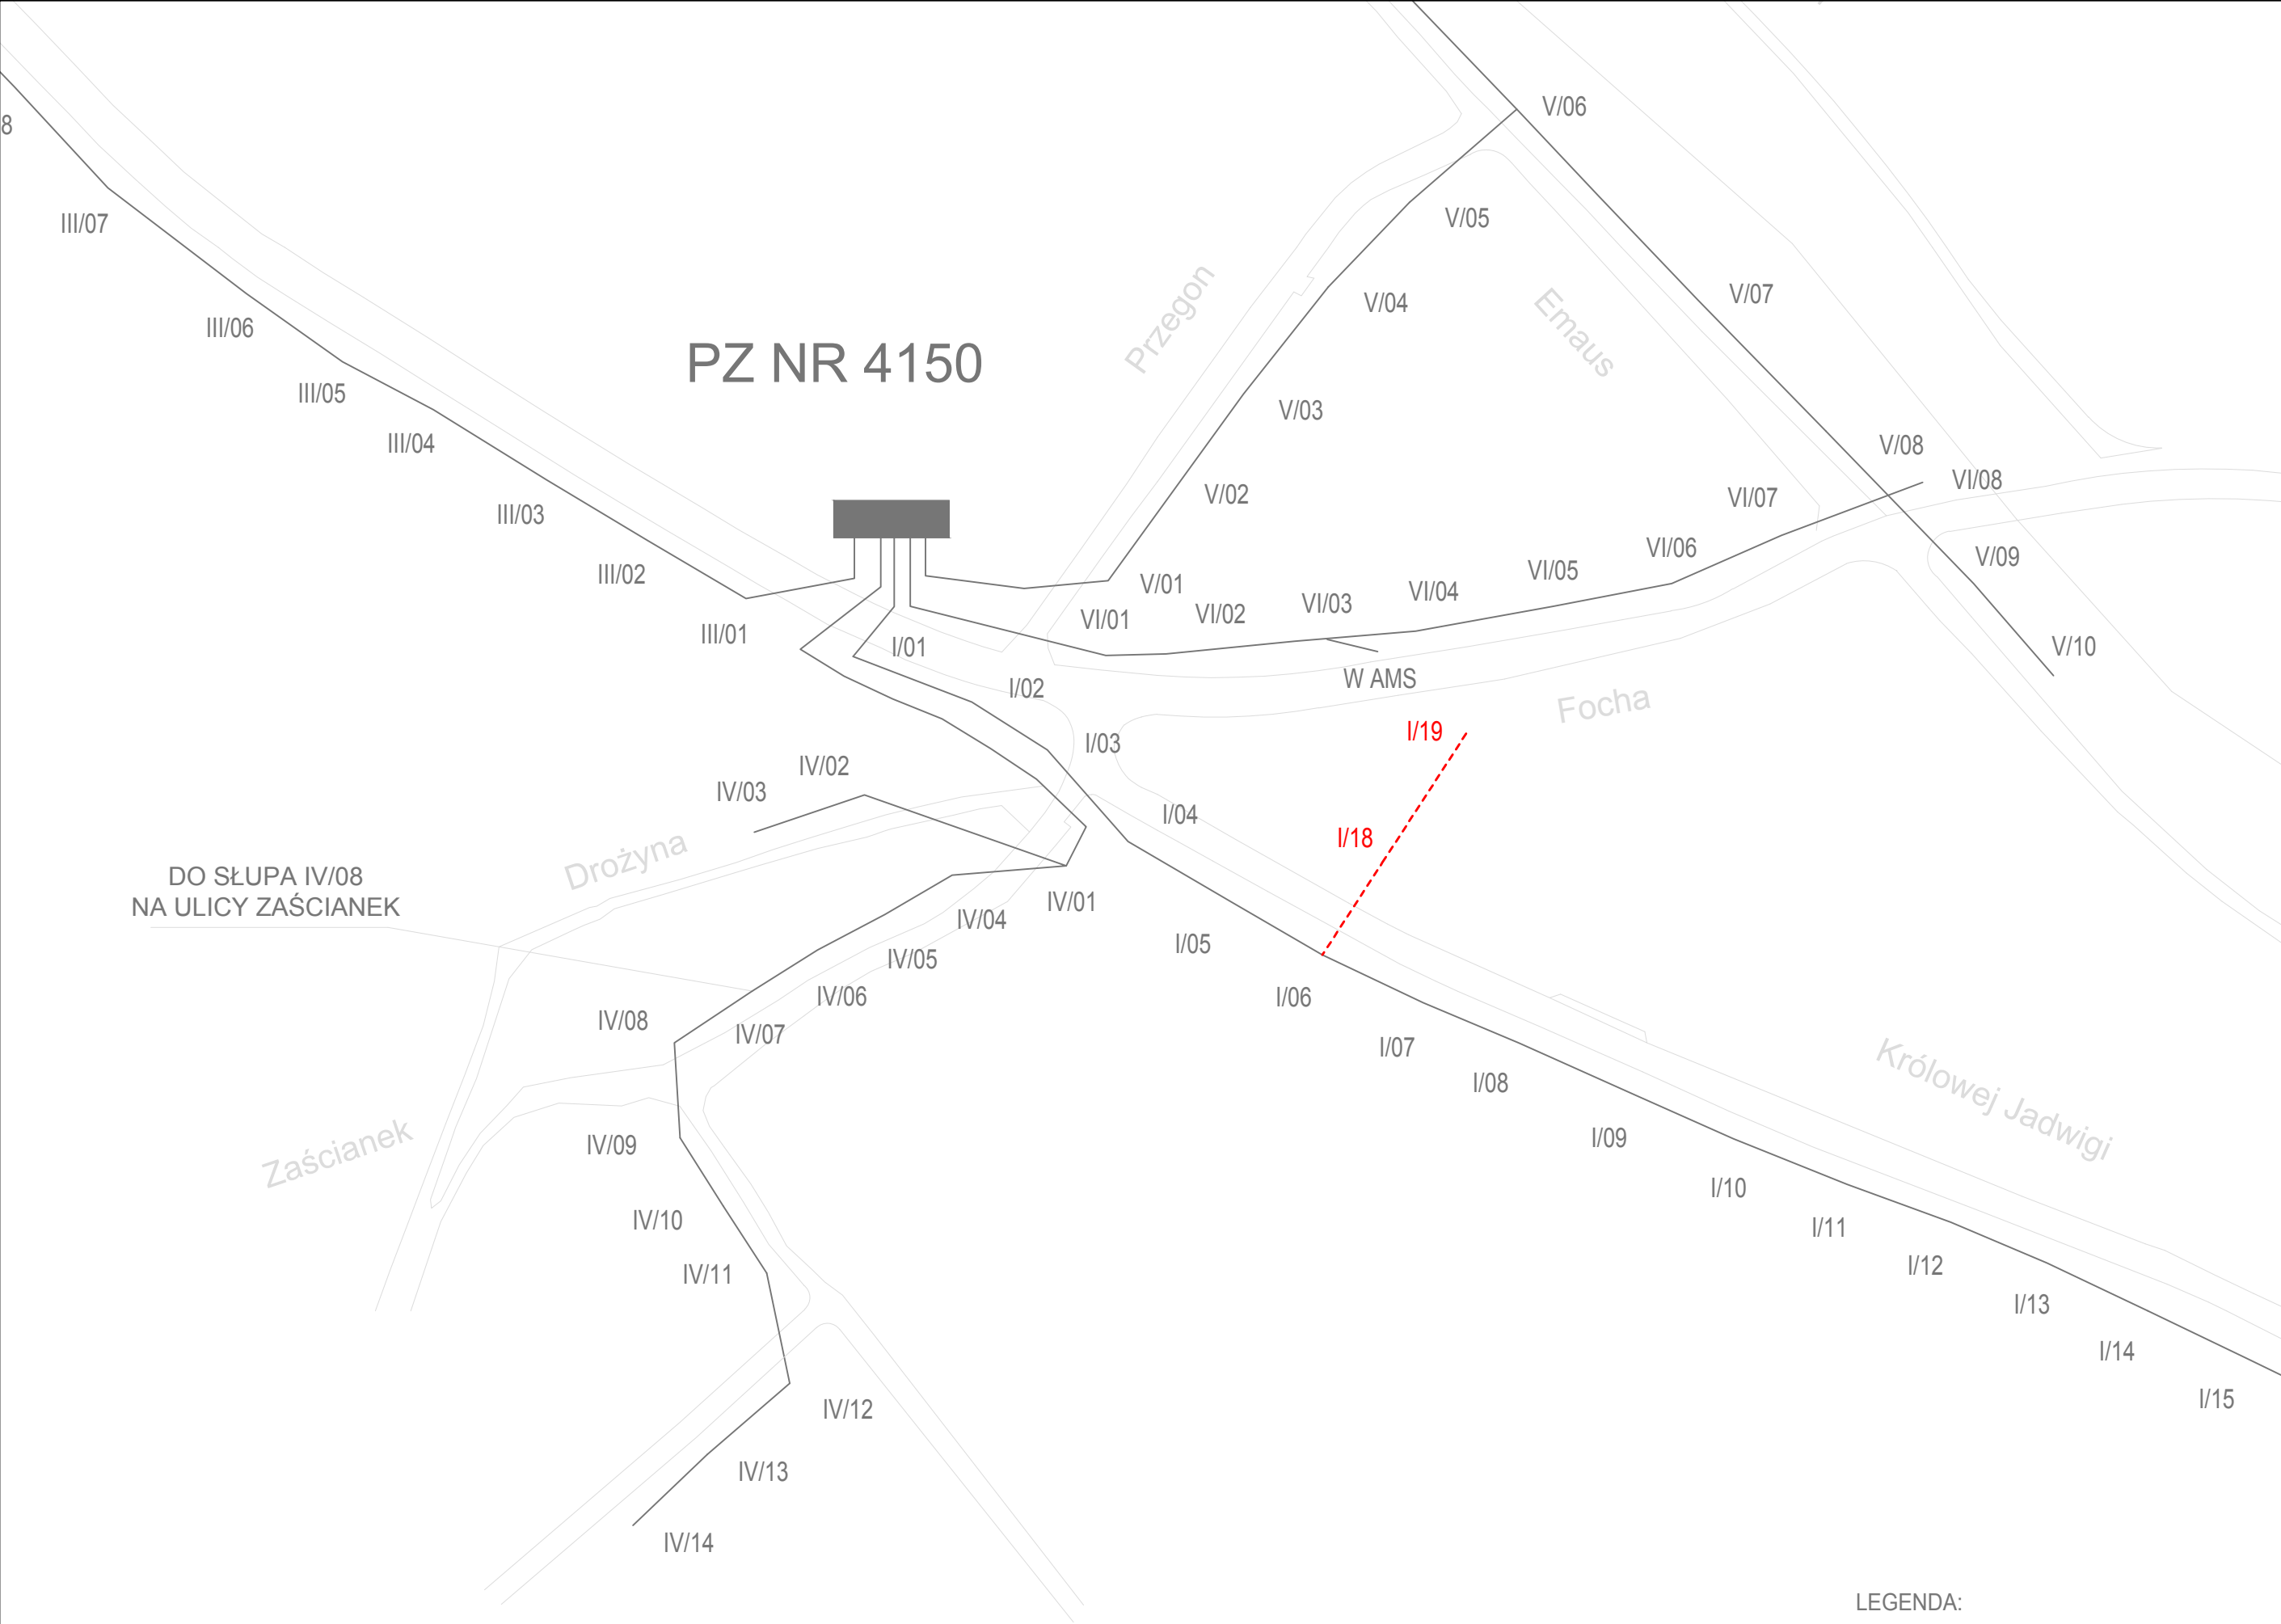 V/06
8
III/07
V/05
Przegon
Emaus
V/07
V/04
III/06
PZ NR 4150
III/05
V/03
III/04
V/08
VI/08
V/02
VI/07
III/03
VI/06
V/09
VI/05
III/02
V/01
VI/04
VI/03
VI/02
VI/01
III/01
I/01
V/10
W AMS
I/02
Focha
I/19
I/03
IV/02
IV/03
I/04
I/18
Drożyna
DO SŁUPA IV/08
NA ULICY ZAŚCIANEK
IV/01
IV/04
I/05
IV/05
IV/06
I/06
IV/08
IV/07
I/07
I/08
Królowej Jadwigi
I/09
IV/09
Zaścianek
I/10
IV/10
I/11
I/12
IV/11
I/13
I/14
I/15
IV/12
IV/13
IV/14
LEGENDA: